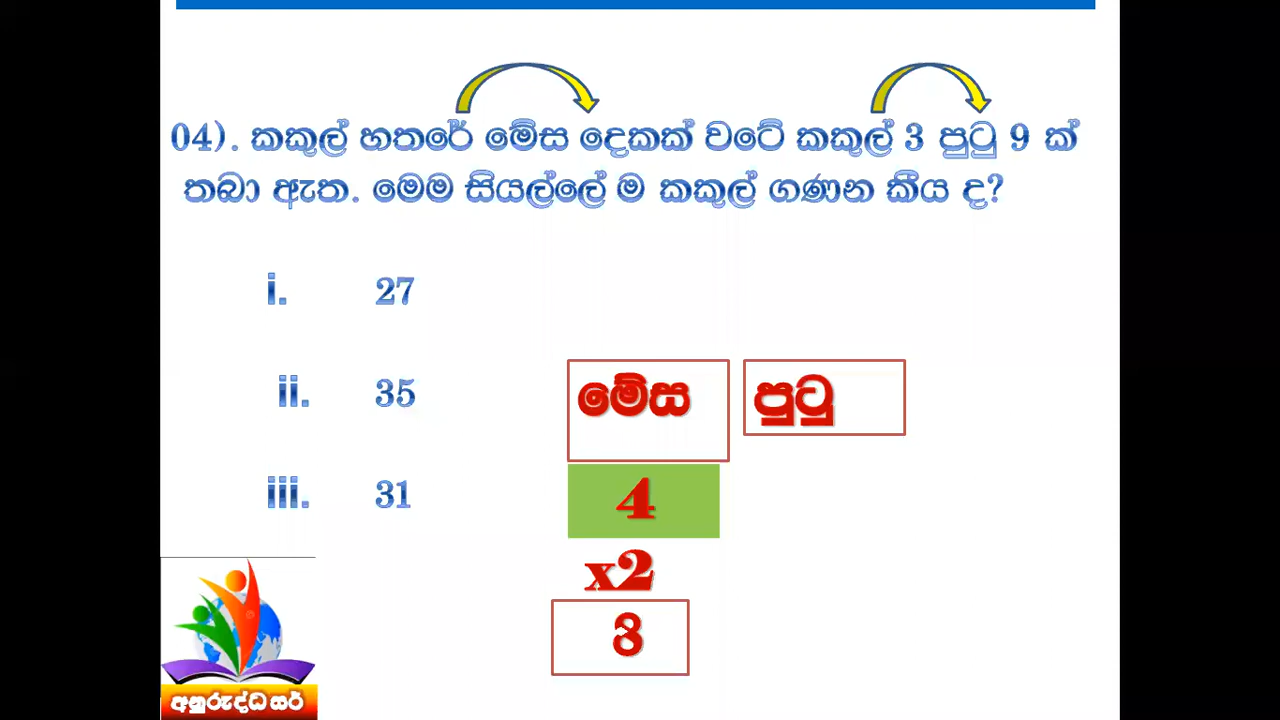 04). කකුල් හතරේ මේස දෙකක් වටේ කකුල් 3 පුටු 9 ක්
තබා ඇත. මෙම සියල්ලේ ම කකුල් ගණන කීය ද?
i. 27
ii. 35
iii. 31
මේස පුටු
4
x2
8
අනුරුද්ධ සර්